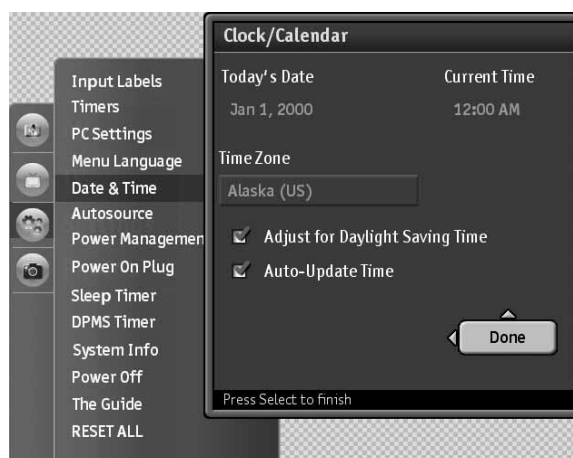 Input Labels
Timers
PC Settings
Menu Language
Date & Time
Autosource
Power Managemen
Power On Plug
Sleep Timer
DPMS Timer
System Info
Power Off
The Guide
RESET ALL
Clock/Calendar
Today's Date Current Time
Jan 1, 2000 12:00 AM
Time Zone
Alaska (US)
Adjust for Daylight Saving Time
Auto-Update Time
Done
Press Select to finish